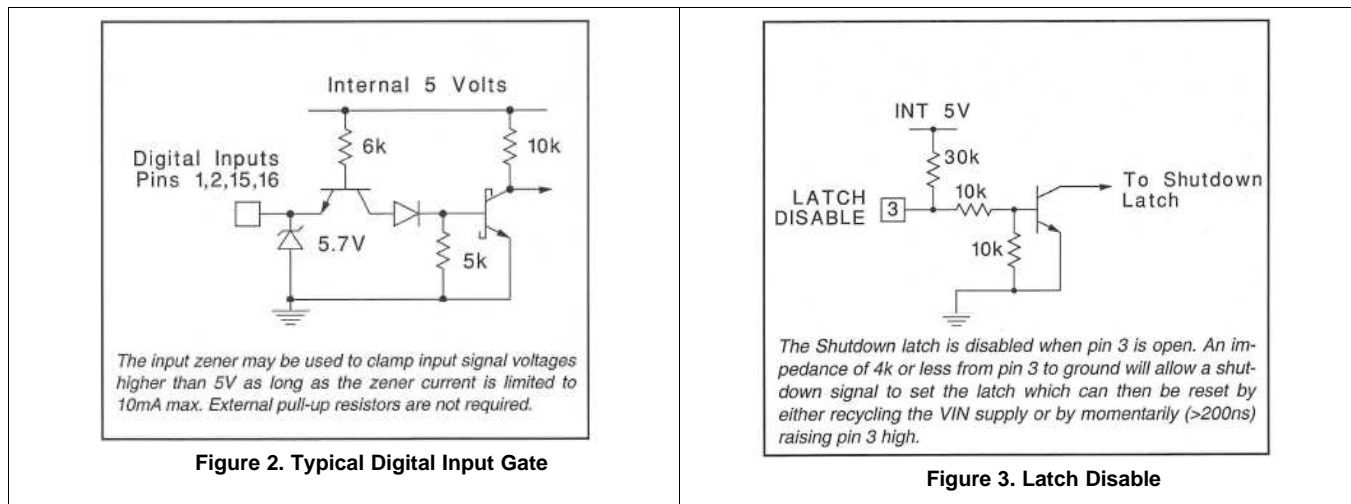 Internal 5 Volts
6k
10k
Digital Inputs
Pins 1,2,15,16
5.7V
5k
The input zener may be used to clamp input signal voltages
higher than 5V as long as the zener current is limited to
10mA max. External pull-up resistors are not required.
Figure 2. Typical Digital Input Gate
INT 5V
30k
10k
To Shutdown
Latch
LATCH
DISABLE
3
10k
The Shutdown latch is disabled when pin 3 is open. An im-
pedance of 4k or less from pin 3 to ground will allow a shut-
down signal to set the latch which can then be reset by
either recycling the VIN supply or by momentarily (>200ns)
raising pin 3 high.
Figure 3. Latch Disable